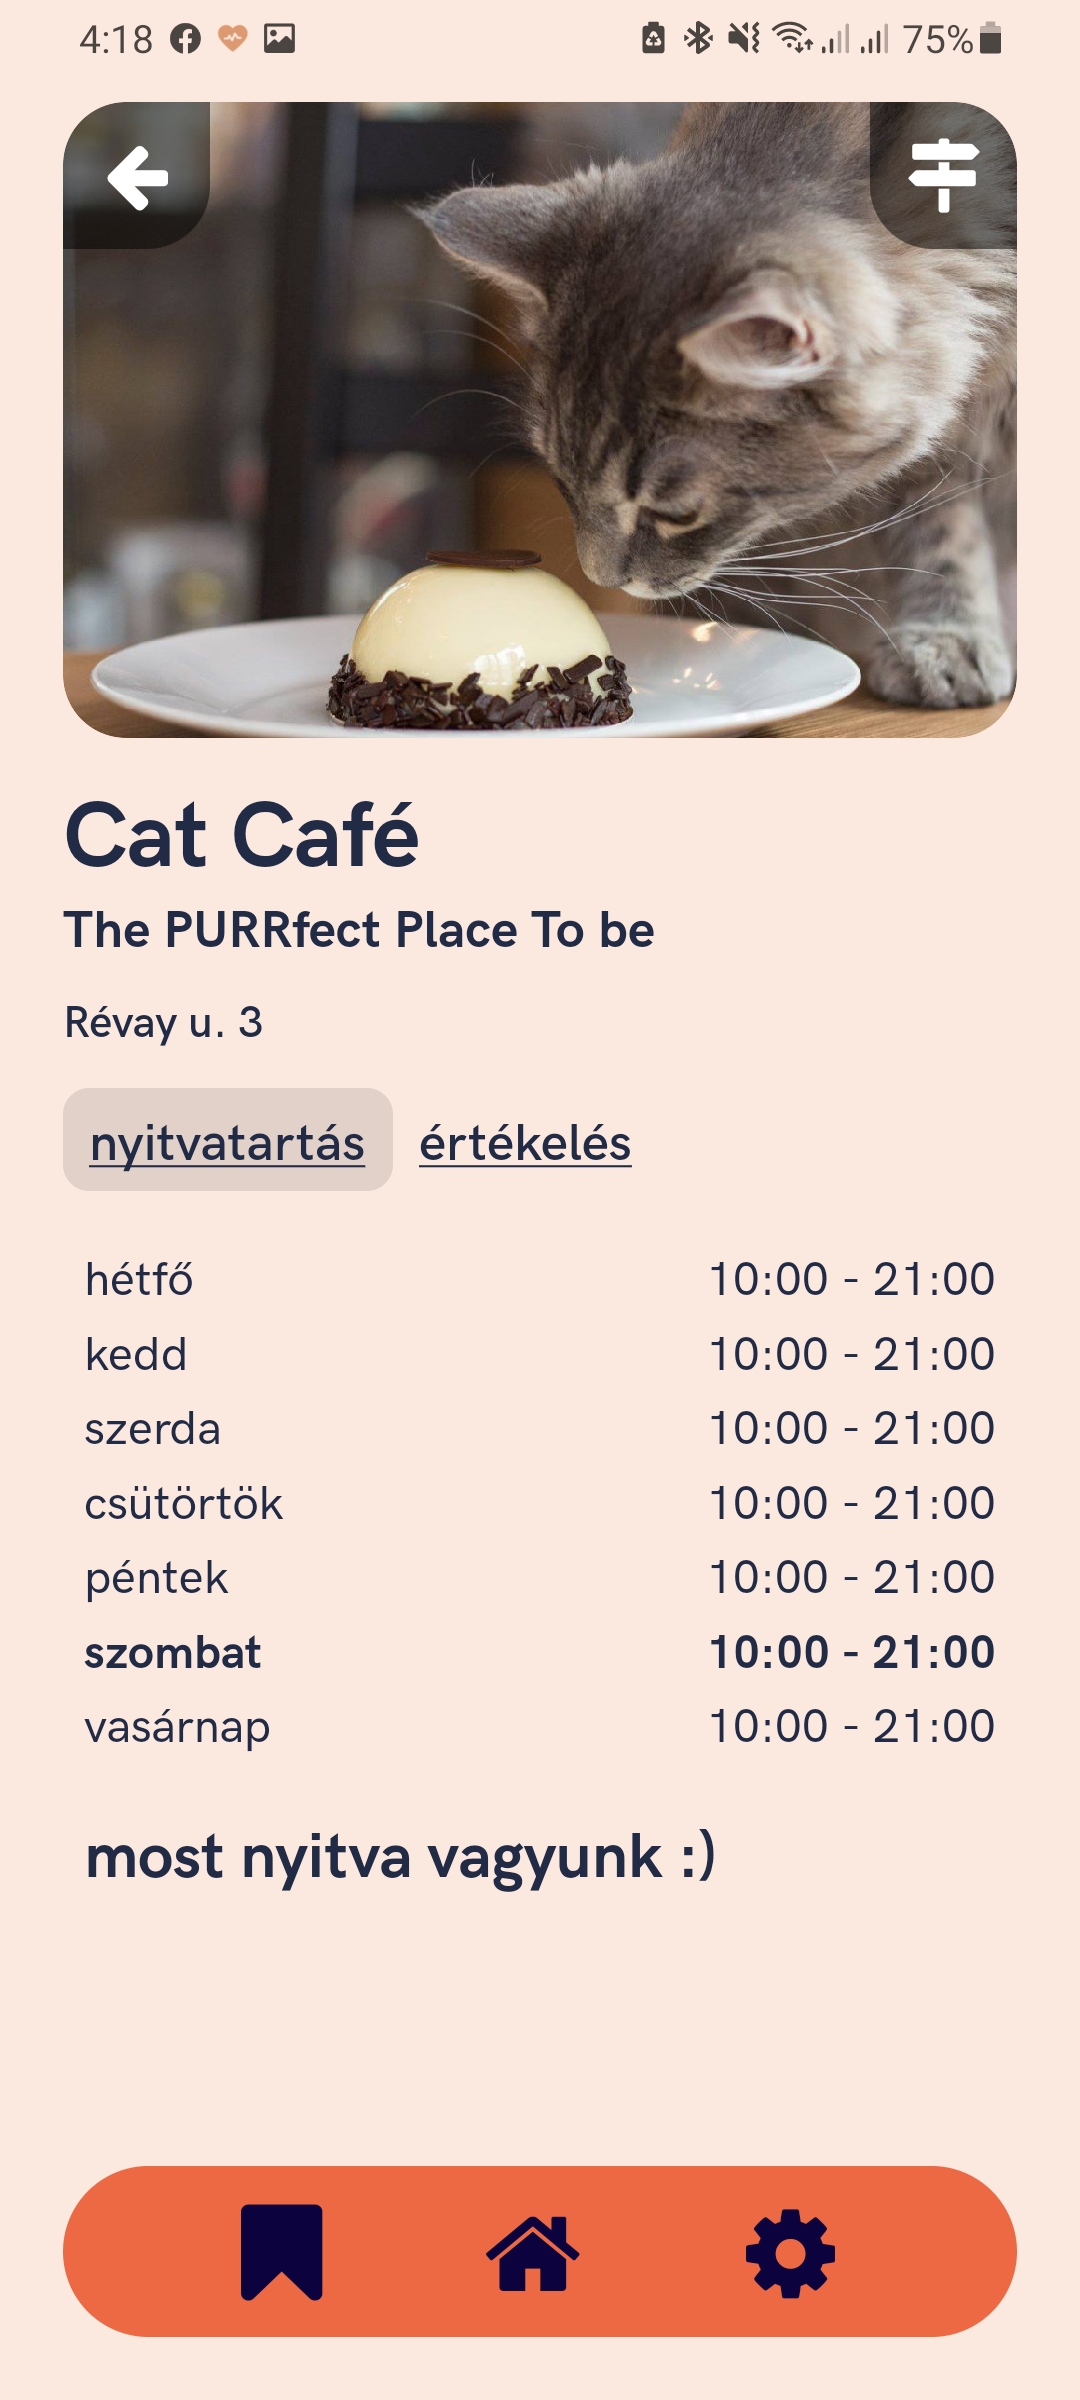 4:18 75%
Cat Café
The PURRfect Place To be
Révay u. 3
nyitvatartás értékelés
hétfő 10:00 - 21:00
kedd 10:00 - 21:00
szerda 10:00 - 21:00
csütörtök 10:00 - 21:00
péntek 10:00 - 21:00
szombat 10:00 - 21:00
vasárnap 10:00 - 21:00
most nyitva vagyunk :)